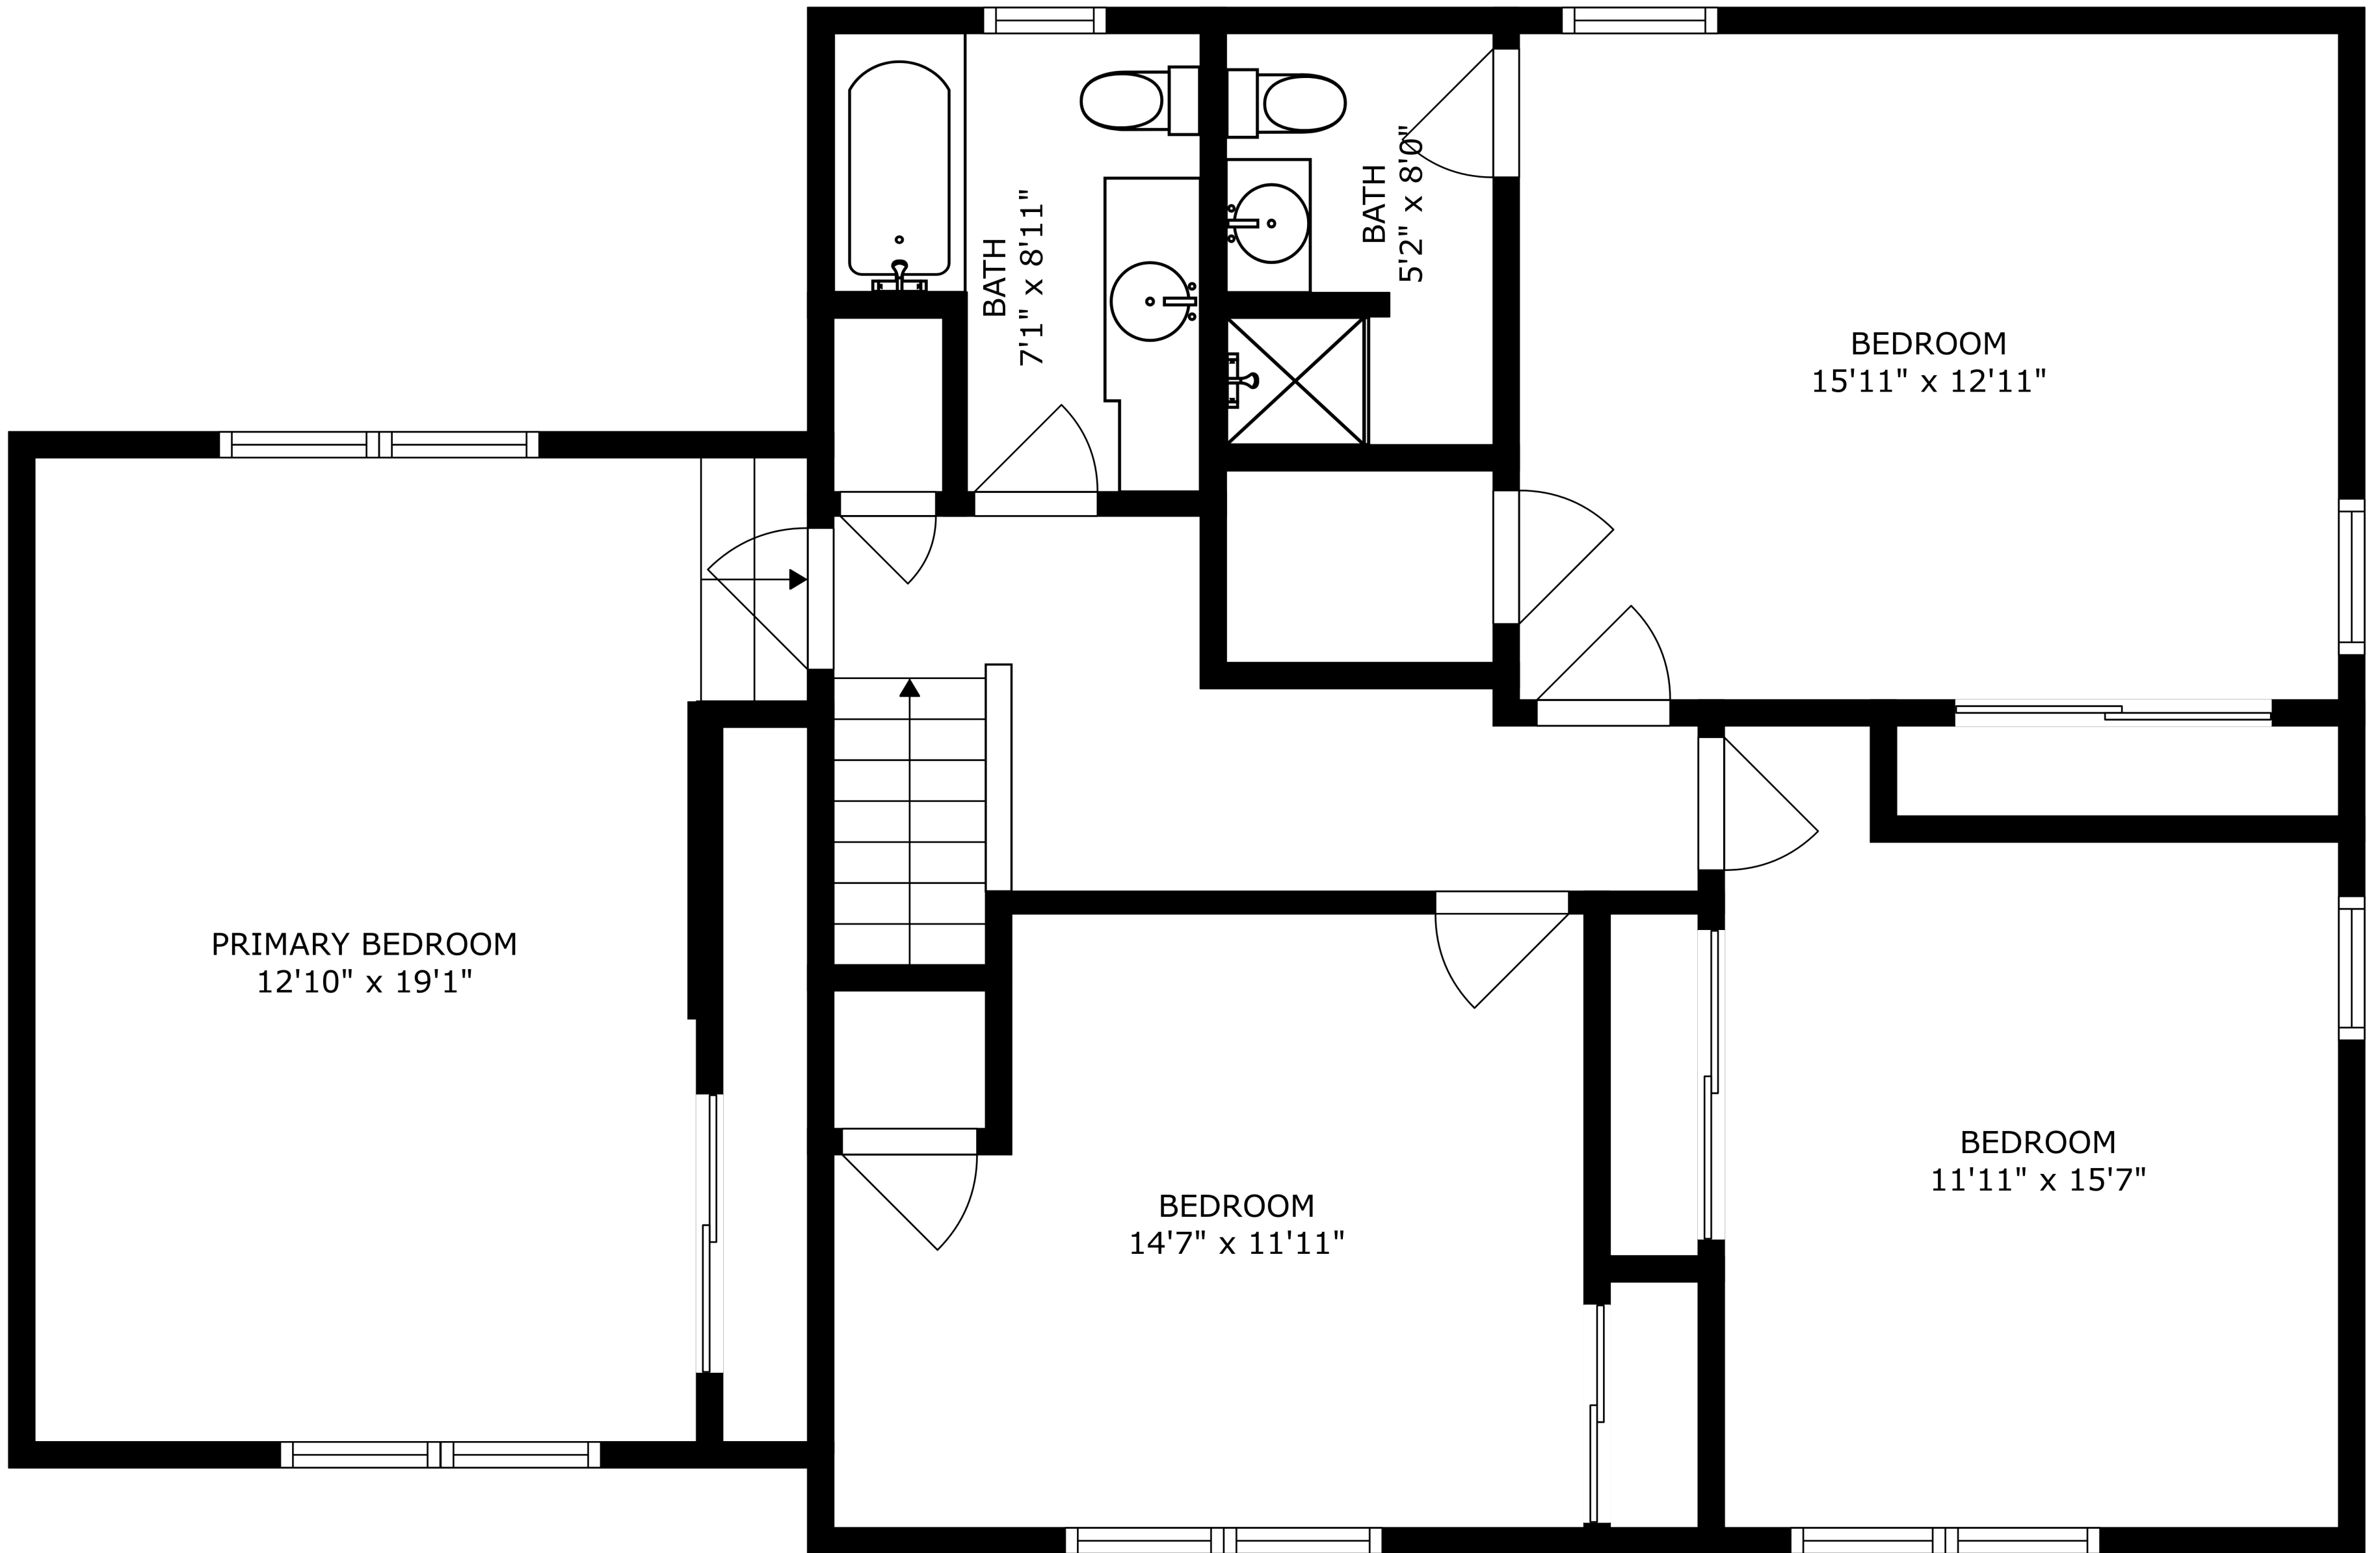 BATH
7'1" x 8'11"
BATH
5'2" x 8'0"
BEDROOM
15'11" x 12'11"
PRIMARY BEDROOM
12'10" x 19'1"
BEDROOM
14'7" x 11'11"
BEDROOM
11'11" x 15'7"